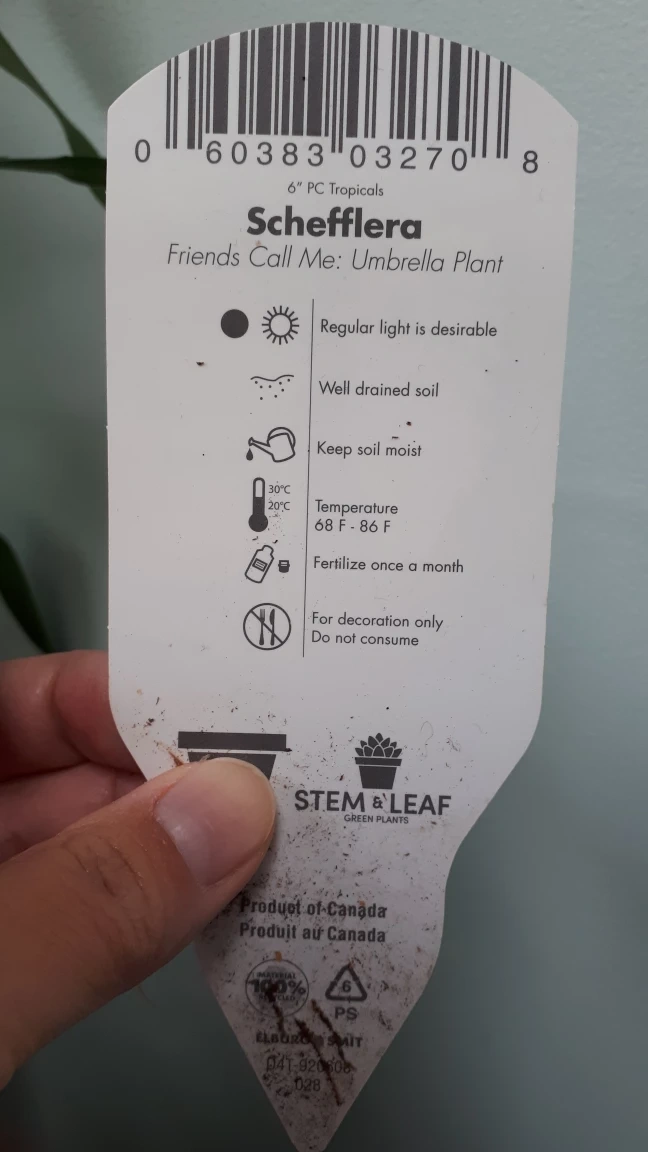 0 60383 03270 8
6" PC Tropicals
Schefflera
Friends Call Me: Umbrella Plant
Regular light is desirable
Well drained soil
Keep soil moist
30°C
20°C
Temperature
68 F - 86 F
Fertilize once a month
For decoration only
Do not consume
STEM & LEAF
GREEN PLANTS
Product of Canada
Produit au Canada
MATERIAL
100%
6
PS
028